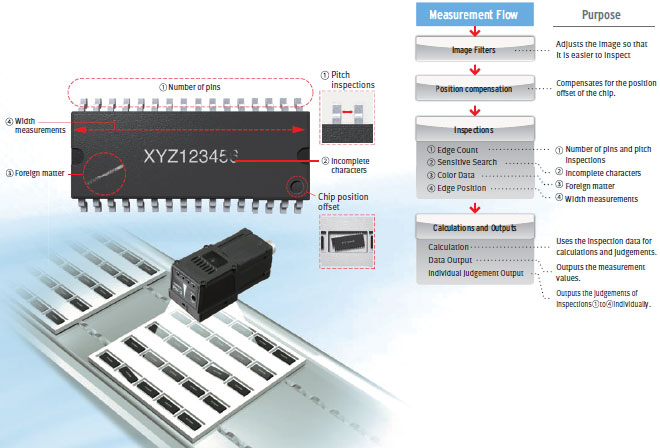 Measurement Flow
Purpose
Image Filters
Adjusts the image so that
it is easier to inspect
Position compensation
Compensates for the position
offset of the chip.
Inspections
① Edge Count
② Sensitive Search
③ Color Data
④ Edge Position
① Number of pins and pitch
inspections
② Incomplete characters
③ Foreign matter
④ Width measurements
Calculations and Outputs
Calculation
Data Output
Individual Judgement Output
Uses the inspection data for
calculations and judgements.
Outputs the measurement
values.
Outputs the judgements of
inspections ① to ④ individually.
① Number of pins
① Pitch
inspections
④ Width
measurements
XYZ123456
② Incomplete
characters
③ Foreign matter
Chip position
offset